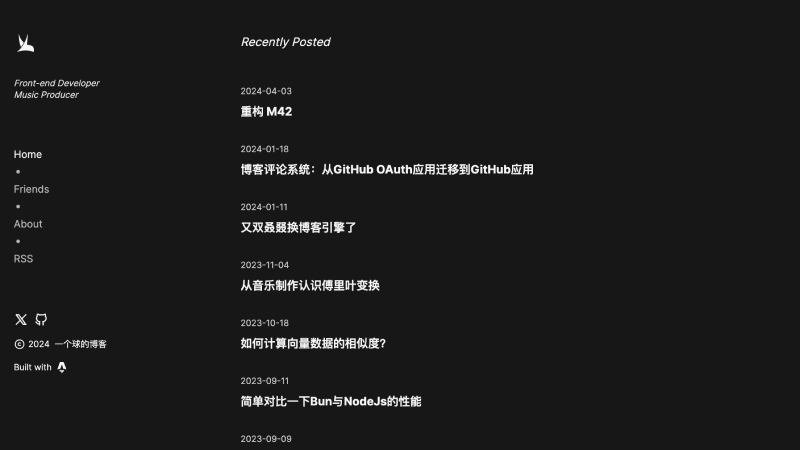 Recently Posted
Front-end Developer
Music Producer
Home
Friends
About
RSS
© 2024 一个球的博客
Built with
2024-04-03
重构 M42
2024-01-18
博客评论系统：从GitHub OAuth应用迁移到GitHub应用
2024-01-11
又双叒叕换博客引擎了
2023-11-04
从音乐制作认识傅里叶变换
2023-10-18
如何计算向量数据的相似度?
2023-09-11
简单对比一下Bun与NodeJs的性能
2023-09-09